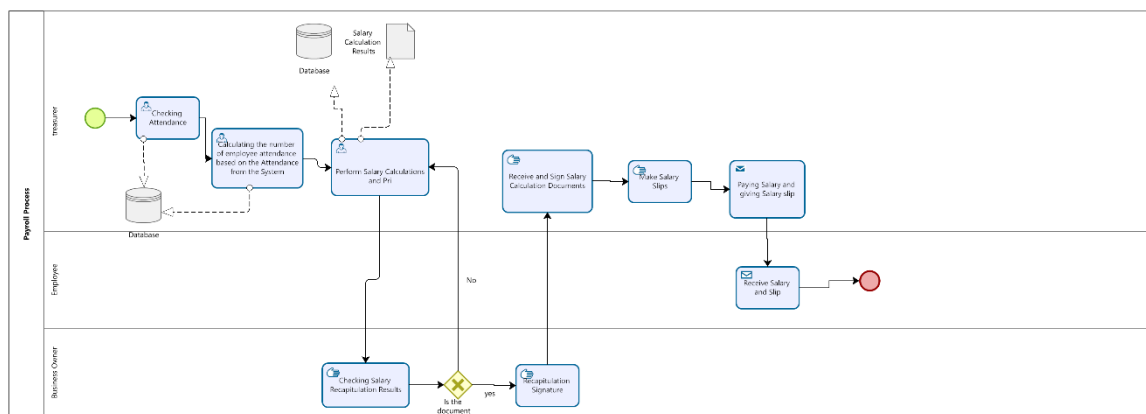 Payroll Process
treasurer
Employee
Business Owner
Database
Salary
Calculation
Results
Checking
Attendance
Calculating the number
of employee attendance
based on the Attendance
from the System
Database
Perform Salary Calculations
and Pri
Receive and Sign Salary
Calculation Documents
Make Salary
Slips
Paying Salary and
giving Salary slip
No
Receive Salary
and Slip
Checking Salary
Recapitulation Results
Is the
document
yes
Recapitulation
Signature